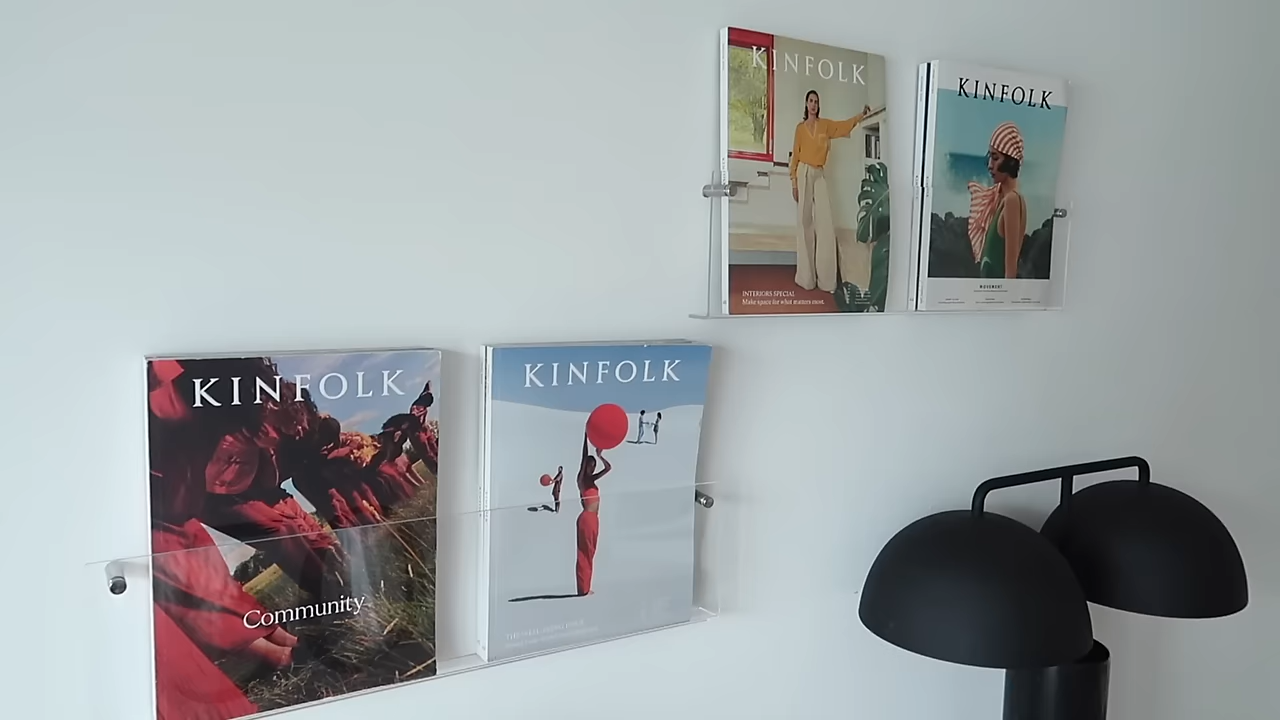 KINFOLK
INTERIORS SPECIAL
Make space for what matters most.
KINFOLK
MOVEMENT
KINFOLK
Community
KINFOLK